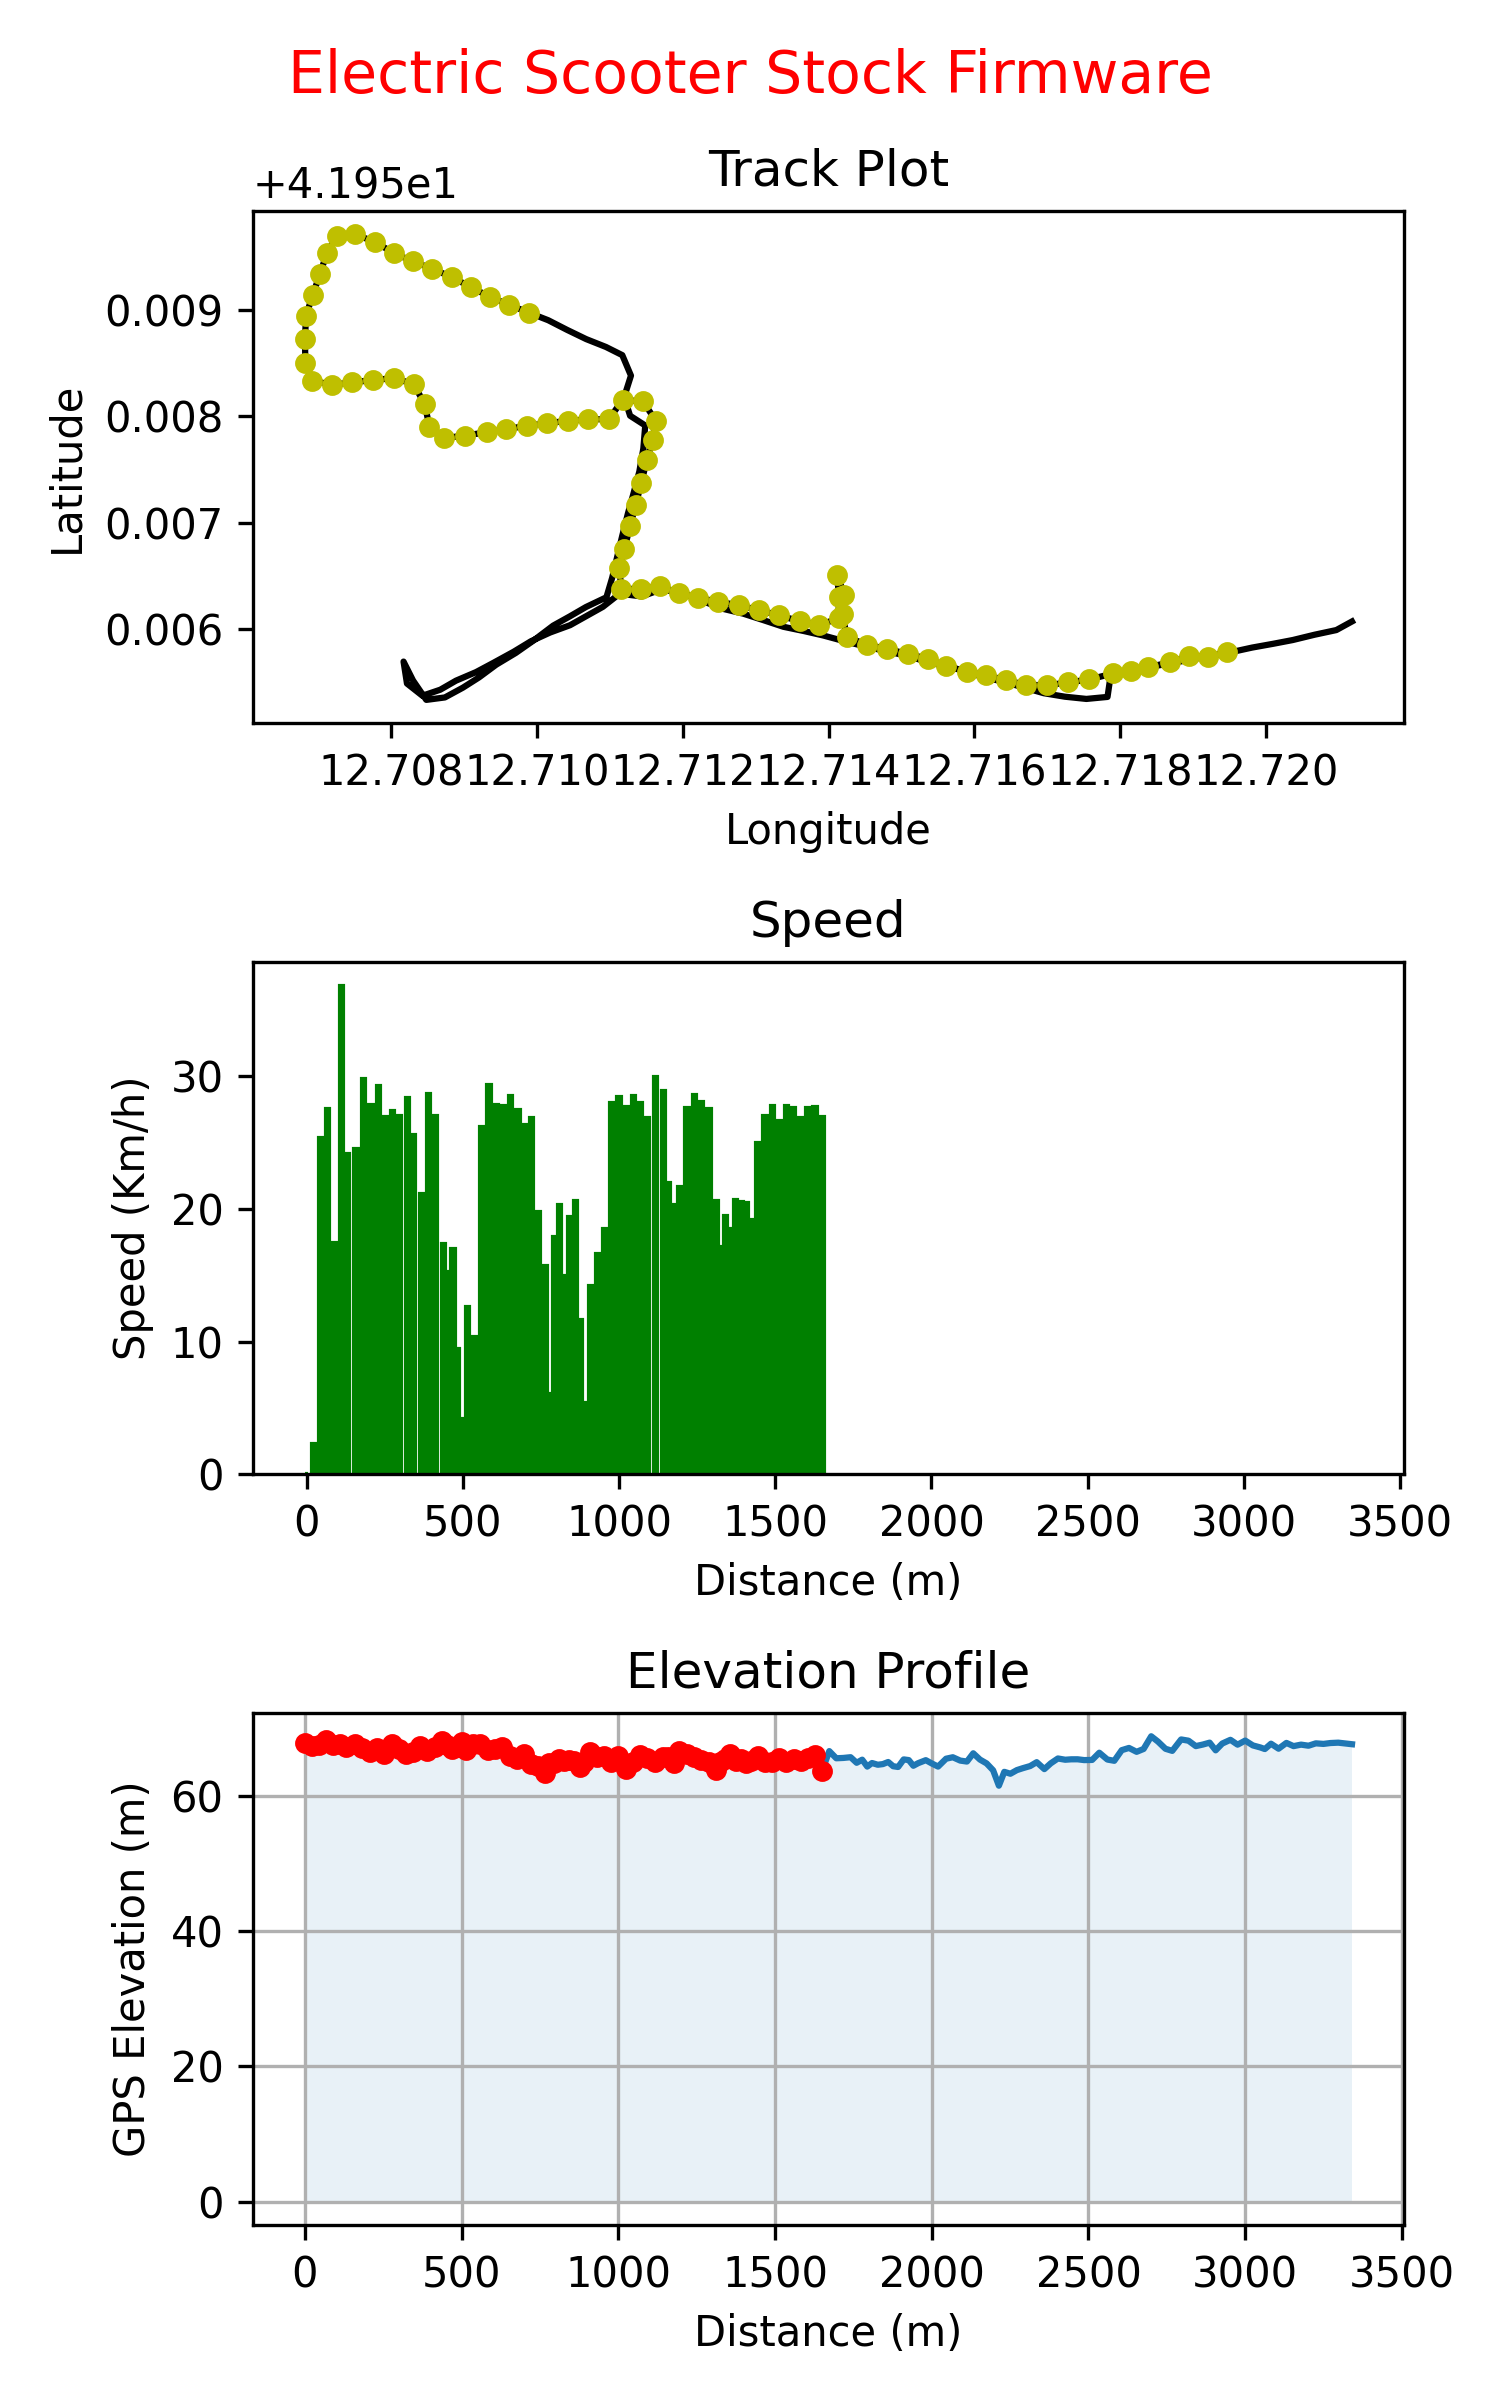 Electric Scooter Stock Firmware
Track Plot
+4.195e1
0.009
0.008
0.007
0.006
Latitude
12.708 12.710 12.712 12.714 12.716 12.718 12.720
Longitude
Speed
30
20
10
0
Speed (Km/h)
0 500 1000 1500 2000 2500 3000 3500
Distance (m)
Elevation Profile
60
40
20
0
GPS Elevation (m)
0 500 1000 1500 2000 2500 3000 3500
Distance (m)